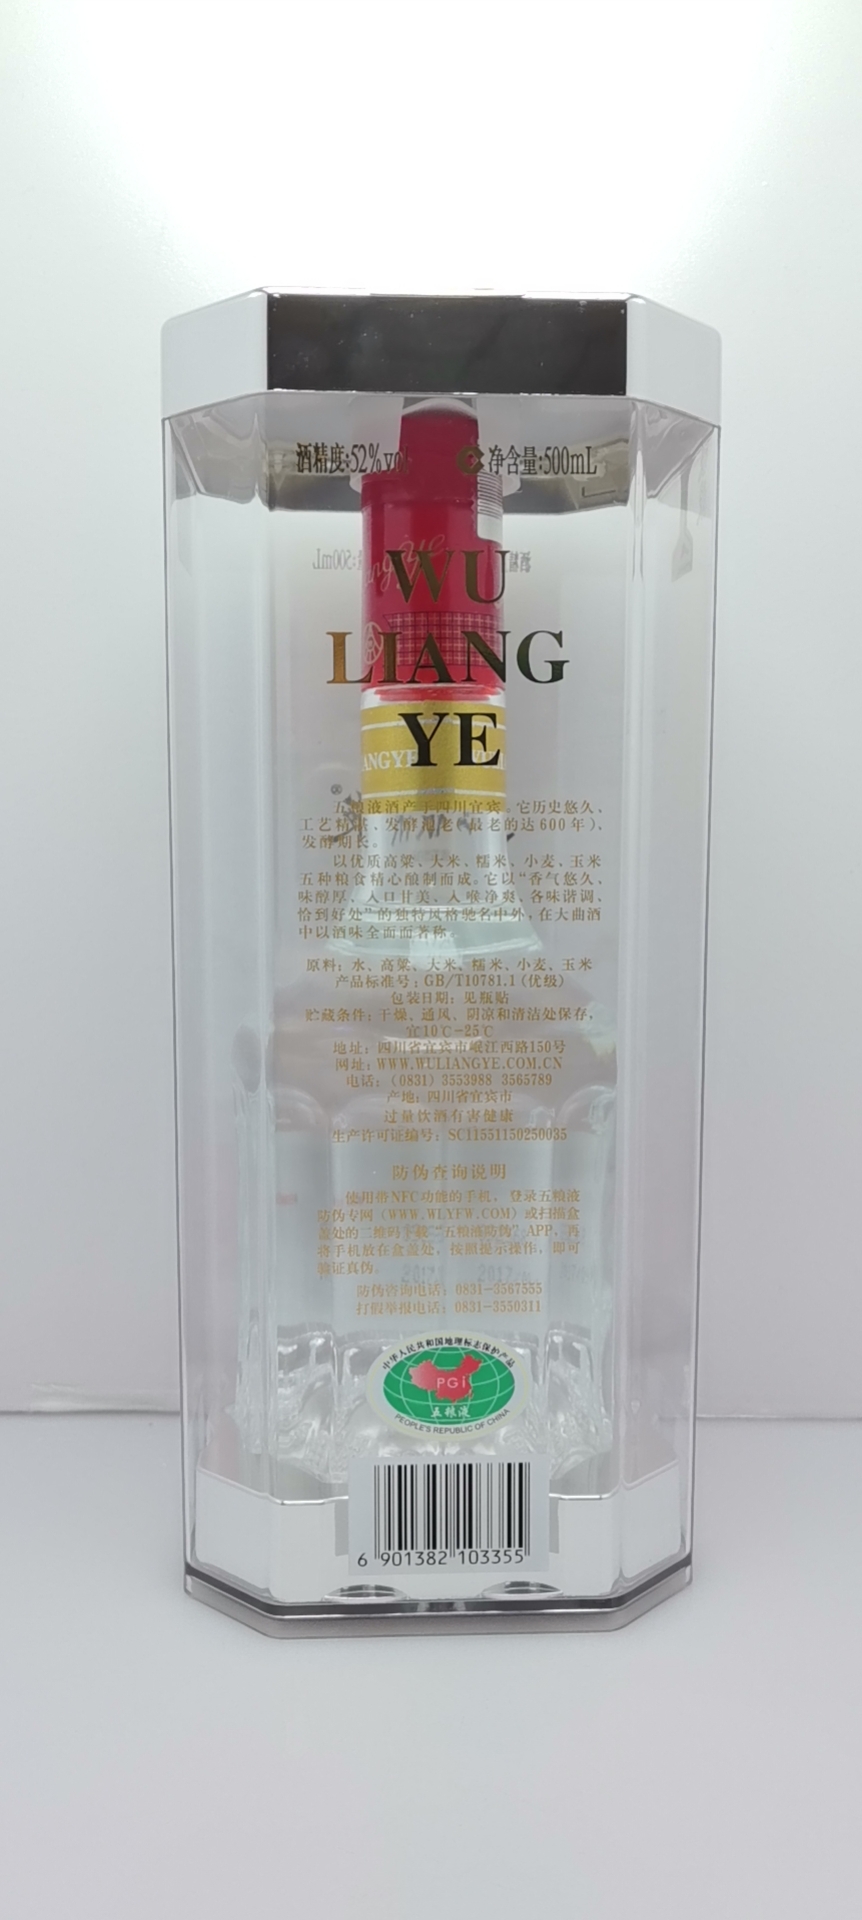 酒精度:52%vol 净含量:500mL
WU
LIANG
YE
ANGYE
五粮液酒产于四川宜宾。它历史悠久、
工艺精湛、发酵窖老(最老的达600年)、
发酵期长。
以优质高粱、大米、糯米、小麦、玉米
五种粮食精心酿制而成。它以“香气悠久、
味醇厚、入口甘美、入喉净爽、各味谐调、
恰到好处”的独特风格驰名中外,在大曲酒
中以酒味全面而著称。
原料:水、高粱、大米、糯米、小麦、玉米
产品标准号:GB/T10781.1(优级)
包装日期:见瓶贴
贮藏条件:干燥、通风、阴凉和清洁处保存,
宜10℃-25℃
地址:四川省宜宾市岷江西路150号
网址:WWW.WULIANGYE.COM.CN
电话:(0831) 3553988 3565789
产地:四川省宜宾市
过量饮酒有害健康
生产许可证编号:SC11551150250035
防伪查询说明
使用带NFC功能的手机,登录五粮液
防伪专网(WWW.WLYFW.COM)或扫描盒
盖处的二维码下载“五粮液防伪”APP,再
将手机放在盒盖处,按照提示操作,即可
验证真伪。
防伪咨询电话:0831-3567555
打假举报电话:0831-3550311
中华人民共和国地理标志保护产品
PGi
五粮液
PEOPLE'S REPUBLIC OF CHINA
6 901382 103355